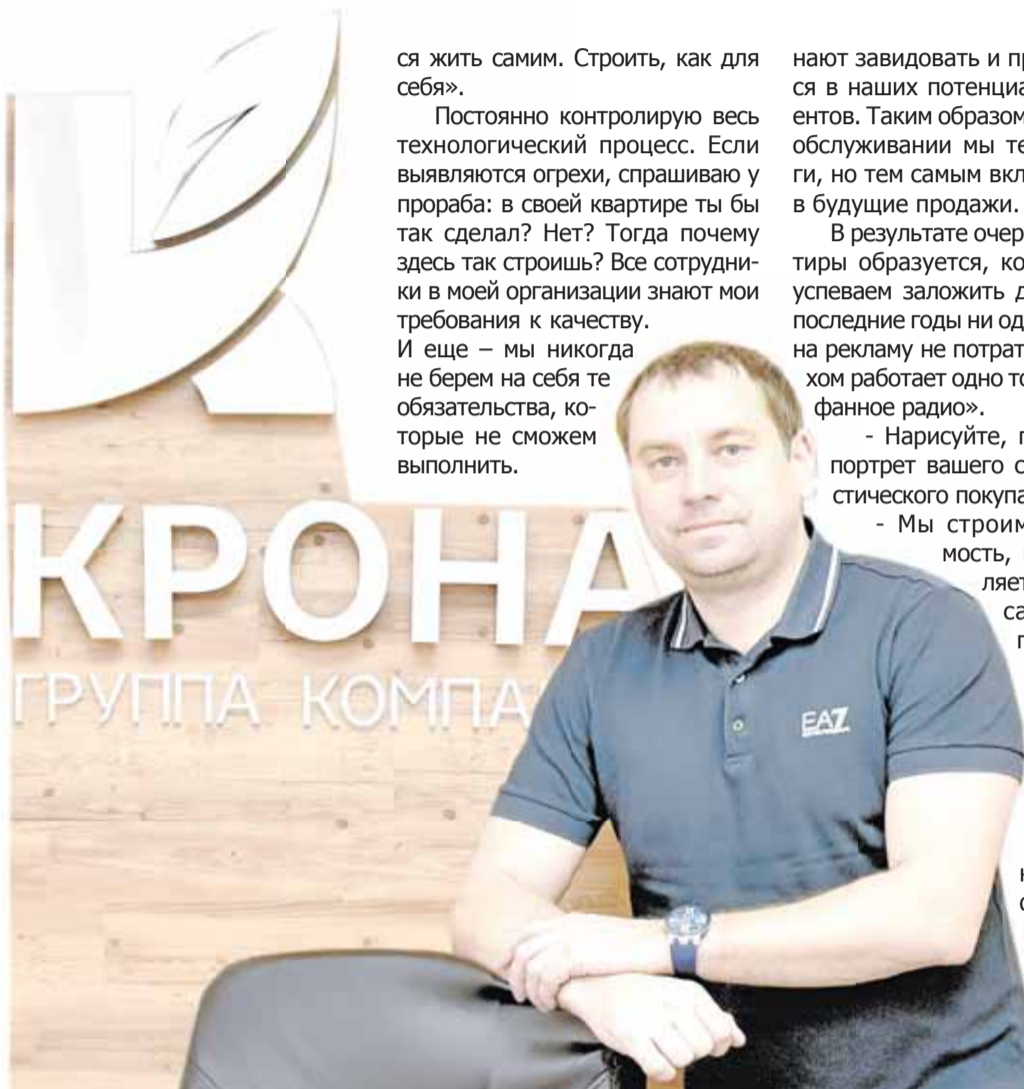 ся жить самим. Строить, как для
себя».
Постоянно контролирую весь
технологический процесс. Если
выявляются огрехи, спрашиваю у
прораба: в своей квартире ты бы
так сделал? Нет? Тогда почему
здесь так строишь? Все сотрудни-
ки в моей организации знают мои
требования к качеству.
И еще – мы никогда
не берем на себя те
обязательства, ко-
торые не сможем
выполнить.
нают завидовать и пр
ся в наших потенциа
ентов. Таким образом
обслуживании мы те
ги, но тем самым вкл
в будущие продажи.
В результате очер
тиры образуется, ко
успеваем заложить д
последние годы ни од
на рекламу не потрат
хом работает одно то
фанное радио».
- Нарисуйте, п
портрет вашего с
стического покупа
- Мы строим
мость,
ляет
са
КРОНА
ГРУППА КОМПА
EA7